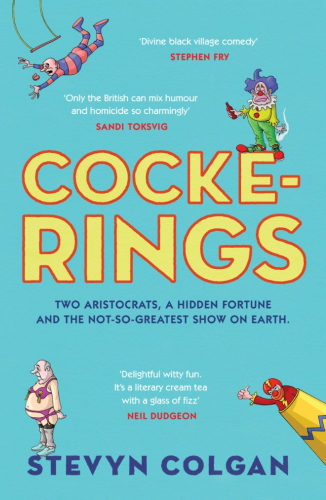 ‘Divine black village comedy’
STEPHEN FRY
‘Only the British can mix humour
and homicide so charmingly’
SANDI TOKSVIG
COCKE-
RINGS
TWO ARISTOCRATS, A HIDDEN FORTUNE
AND THE NOT-SO-GREATEST SHOW ON EARTH.
‘Delightful witty fun.
It’s a literary cream tea
with a glass of fizz’
NEIL DUDGEON
STEVYN COLGAN